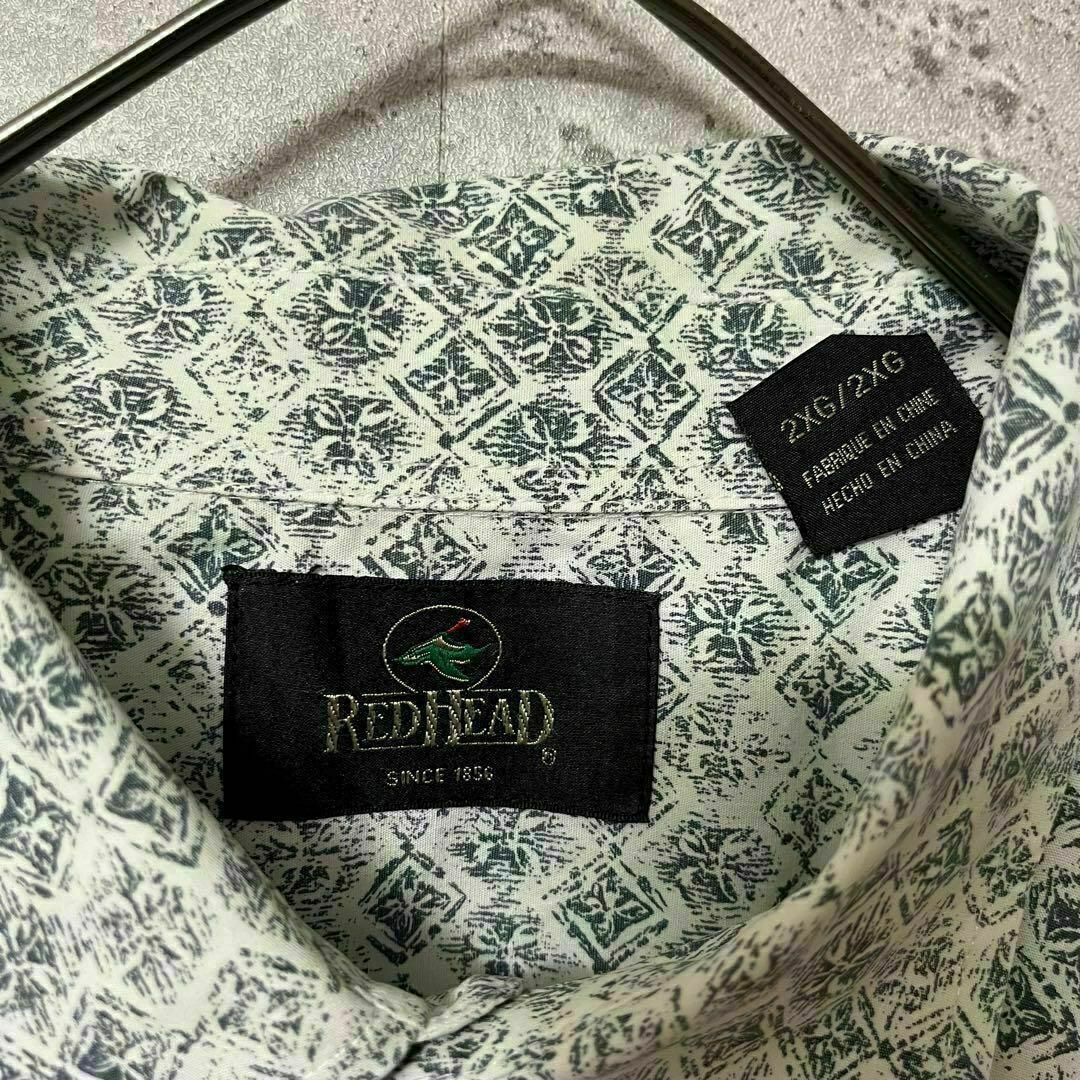 2XG/2XG
FABRIQUE EN CHINE
HECHO EN CHINA
REDHEAD®
SINCE 1856